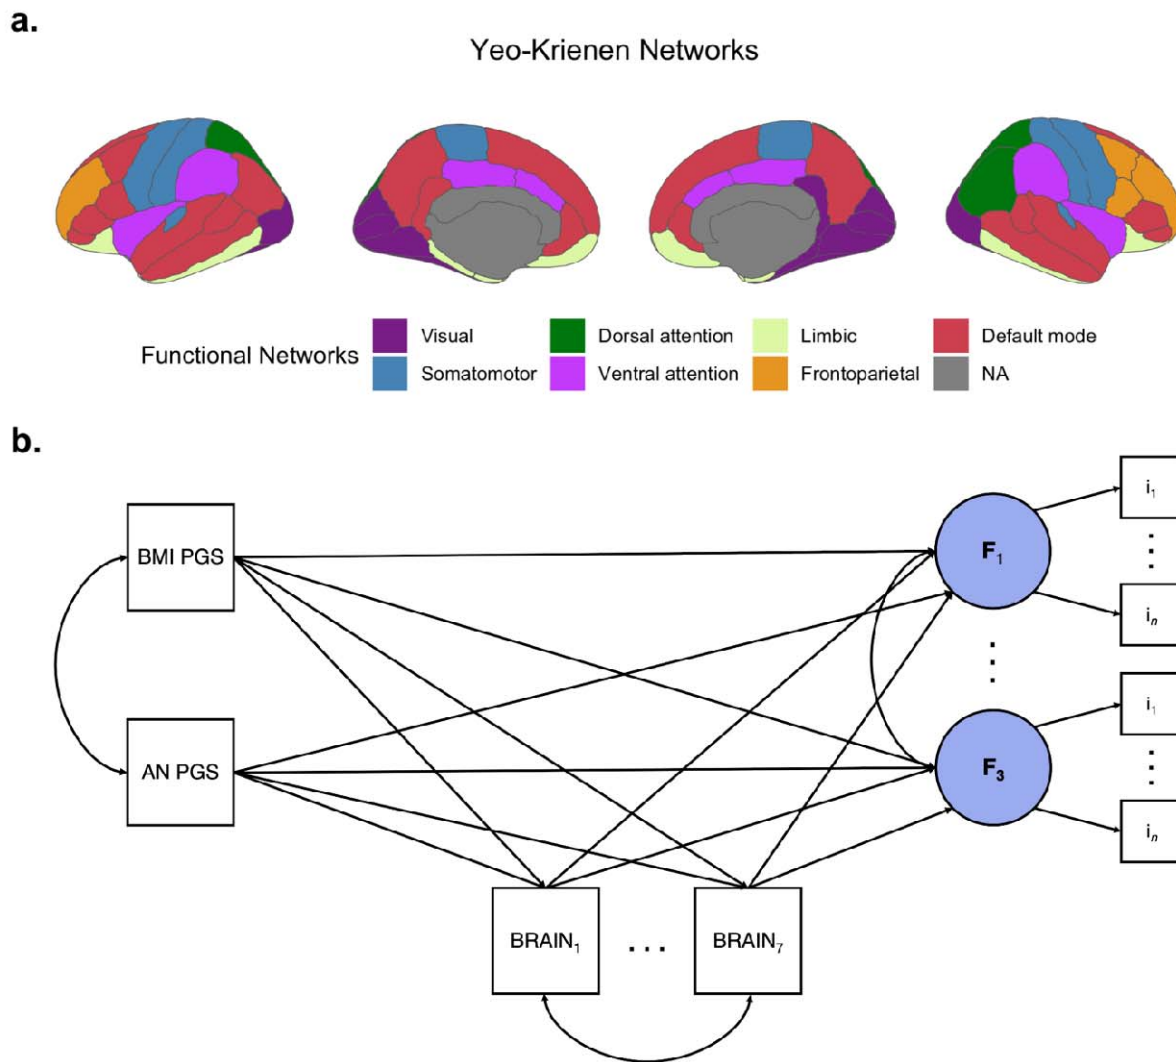 a.
Yeo-Krienen Networks
Functional Networks
Visual
Dorsal attention
Limbic
Default mode
Somatomotor
Ventral attention
Frontoparietal
NA
b.
BMI PGS
AN PGS
F₁
F₃
i₁
⋮
iₙ
⋮
i₁
⋮
iₙ
BRAIN₁ ... BRAIN₇